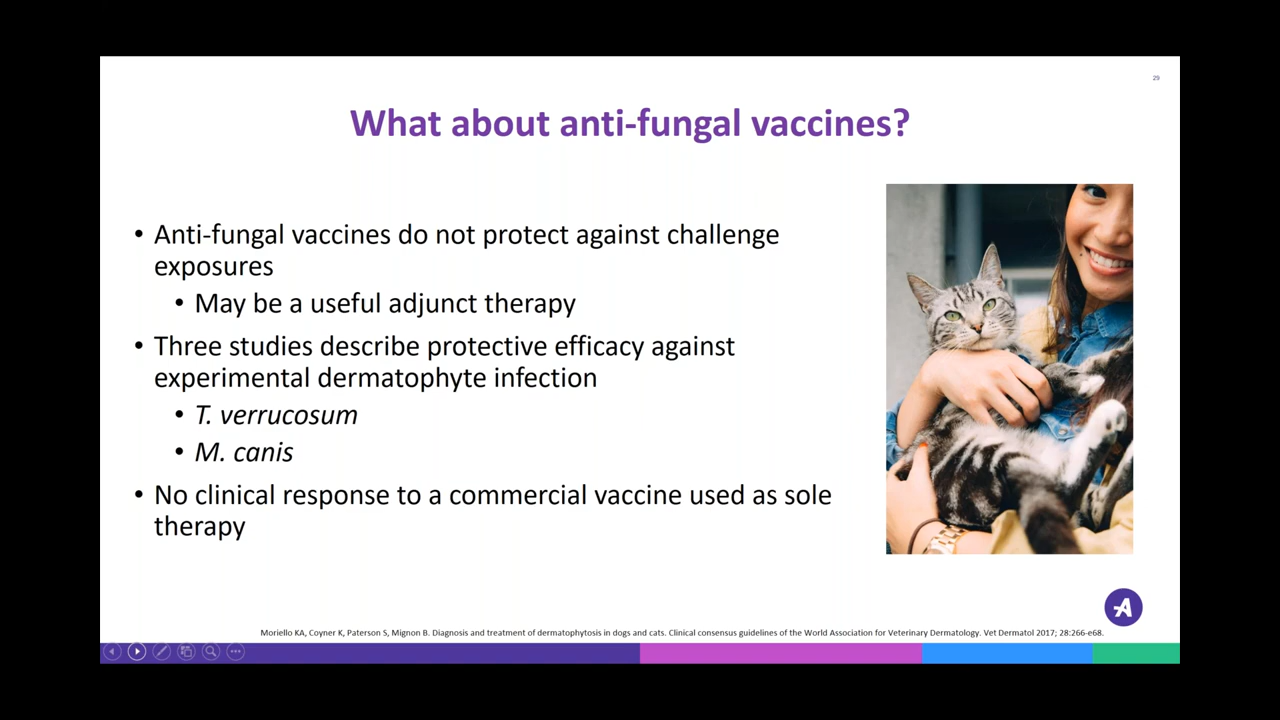 29
What about anti-fungal vaccines?
• Anti-fungal vaccines do not protect against challenge
exposures
• May be a useful adjunct therapy
• Three studies describe protective efficacy against
experimental dermatophyte infection
• T. verrucosum
• M. canis
• No clinical response to a commercial vaccine used as sole
therapy
A
Moriello KA, Coyner K, Paterson S, Mignon B. Diagnosis and treatment of dermatophytosis in dogs and cats. Clinical consensus guidelines of the World Association for Veterinary Dermatology. Vet Dermatol 2017; 28:266-e68.